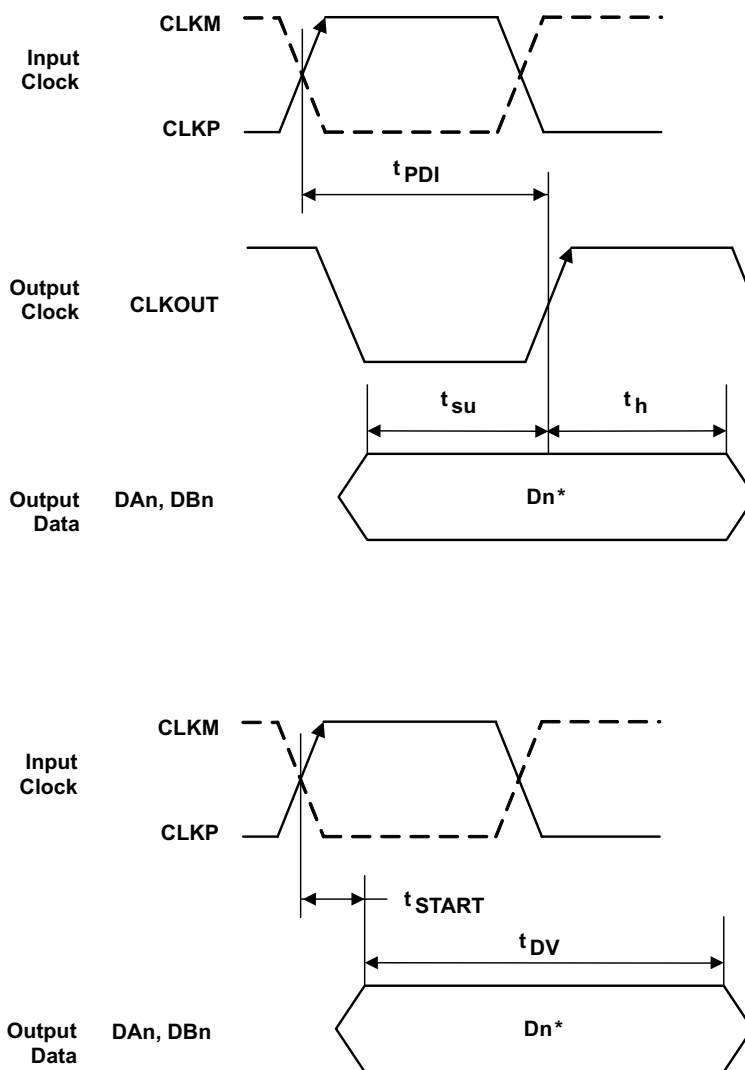 CLKM
Input
Clock
CLKP
t PDI
Output
Clock
CLKOUT
t su
t h
Output
Data
DAn, DBn
Dn*
CLKM
Input
Clock
CLKP
t START
t DV
Output
Data
DAn, DBn
Dn*